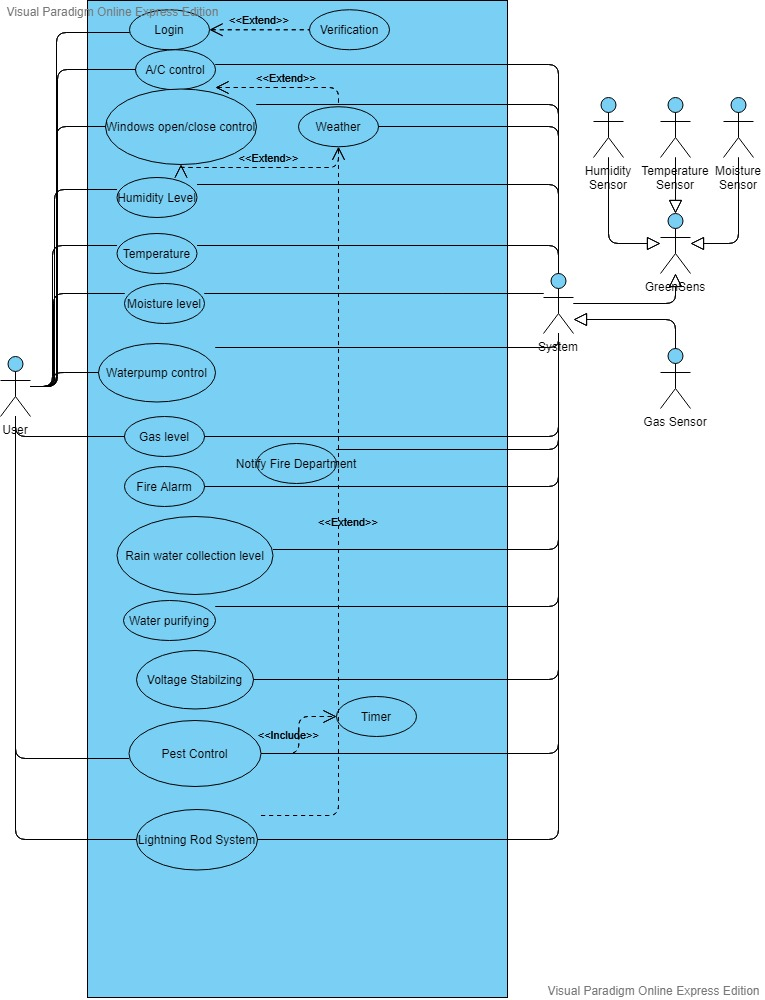 Visual Paradigm Online Express Edition
Login
<<Extend>>
Verification
A/C control
<<Extend>>
Windows open/close control
Weather
<<Extend>>
Humidity
Sensor
Temperature
Sensor
Moisture
Sensor
Humidity Level
Temperature
GreenSens
Moisture level
System
Waterpump control
User
Gas Sensor
Gas level
Notify Fire Department
Fire Alarm
<<Extend>>
Rain water collection level
Water purifying
Voltage Stabilzing
Timer
<<Include>>
Pest Control
Lightning Rod System
Visual Paradigm Online Express Edition